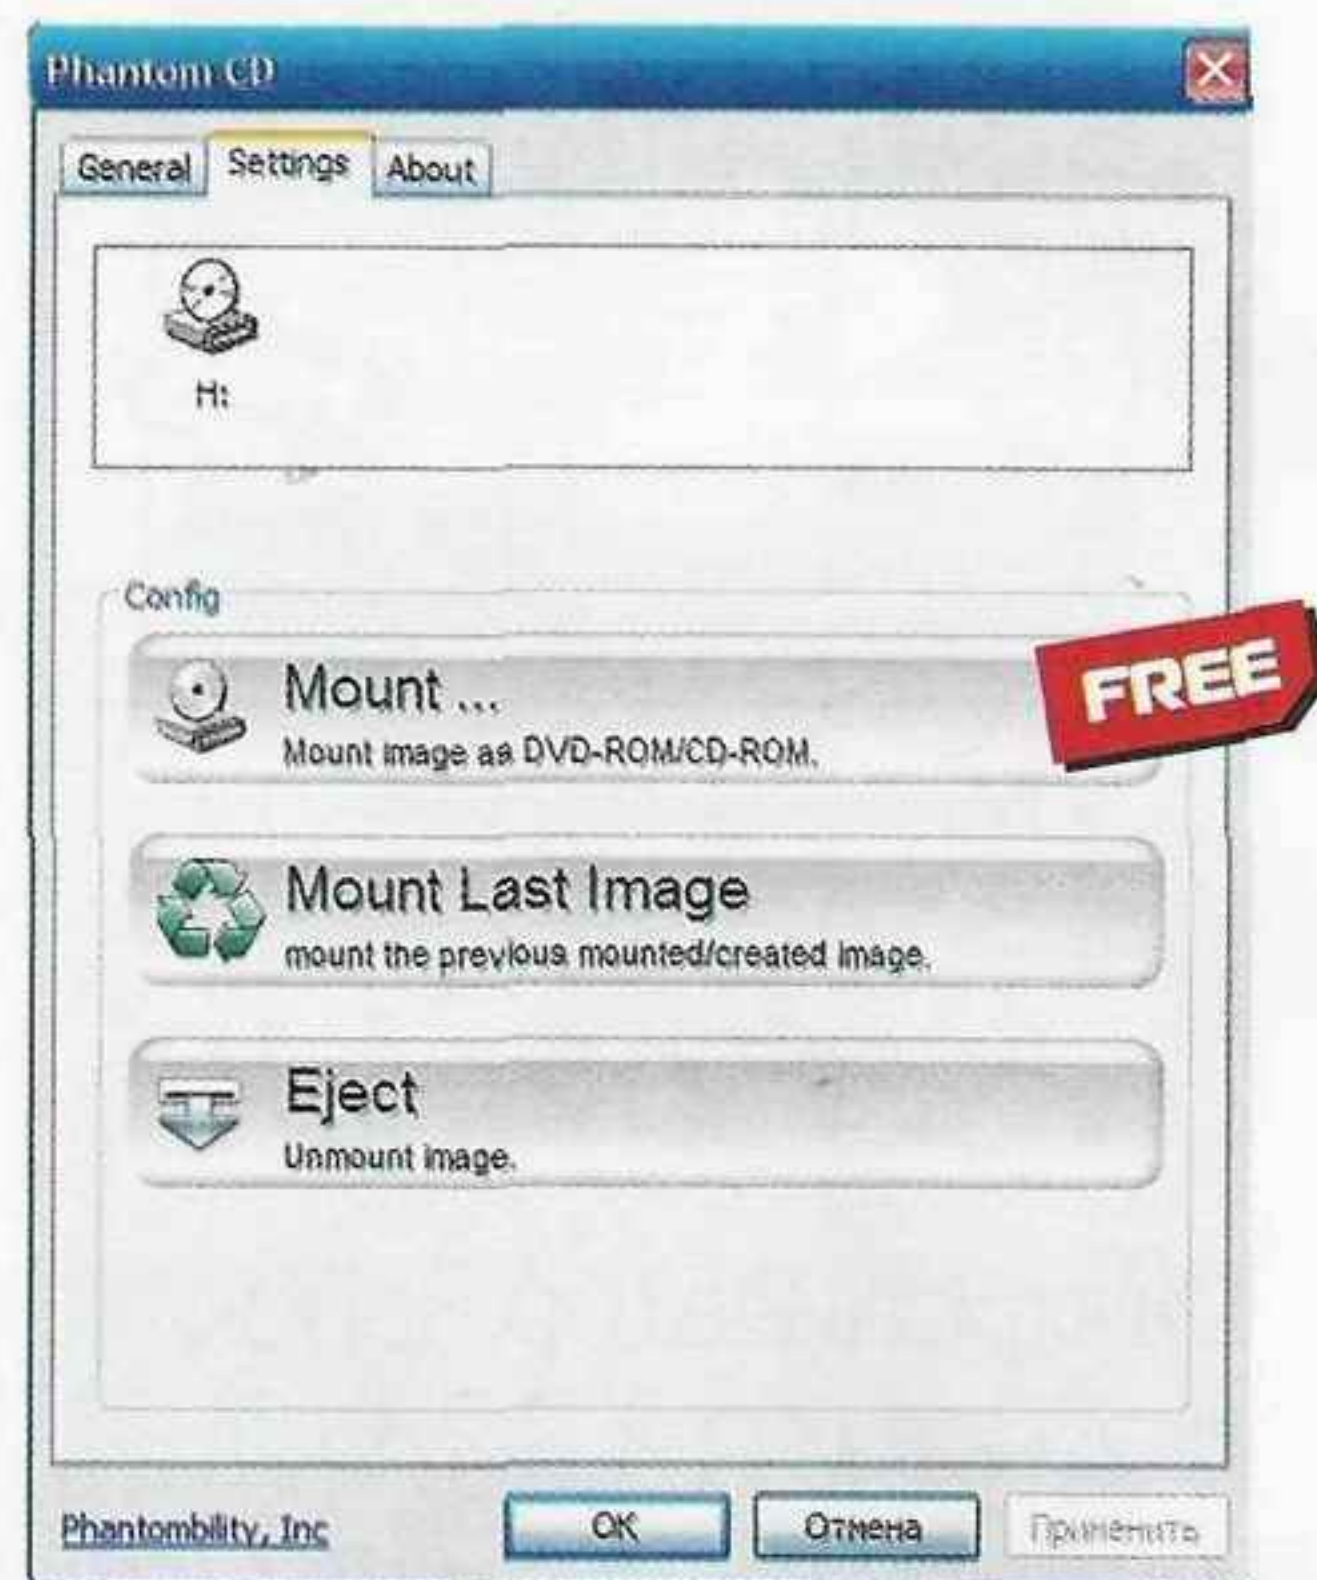 Phantom CD
General Settings About
H:
Config
FREE
Mount ...
Mount image as DVD-ROM/CD-ROM.
Mount Last Image
mount the previous mounted/created image.
Eject
Unmount image.
Phantombility, Inc OK Отмена Применить